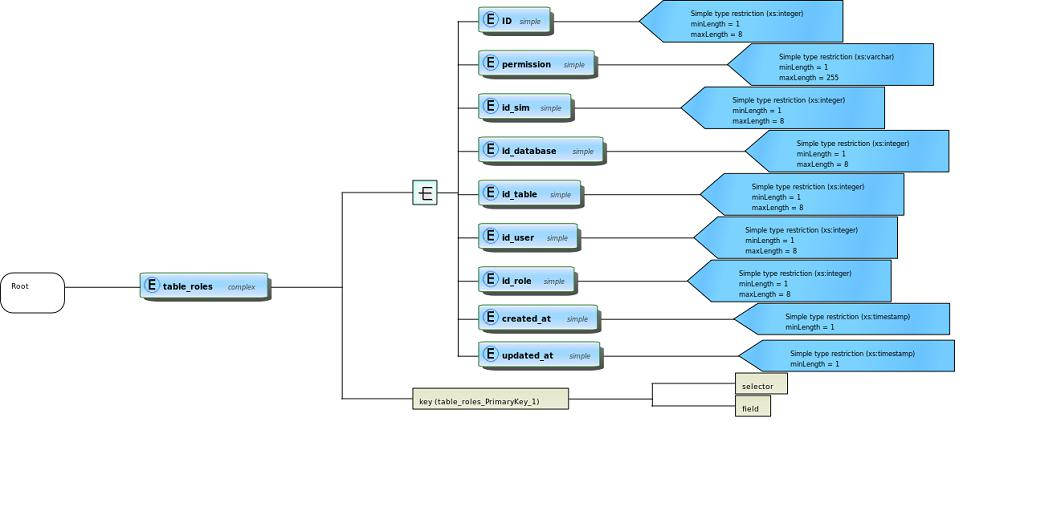 E ID simple
Simple type restriction (xs:integer)
minLength = 1
maxLength = 8
E permission simple
Simple type restriction (xs:varchar)
minLength = 1
maxLength = 255
E id_sim simple
Simple type restriction (xs:integer)
minLength = 1
maxLength = 8
E id_database simple
Simple type restriction (xs:integer)
minLength = 1
maxLength = 8
E id_table simple
Simple type restriction (xs:integer)
minLength = 1
maxLength = 8
E id_user simple
Simple type restriction (xs:integer)
minLength = 1
maxLength = 8
Root
E table_roles complex
E id_role simple
Simple type restriction (xs:integer)
minLength = 1
maxLength = 8
E created_at simple
Simple type restriction (xs:timestamp)
minLength = 1
E updated_at simple
Simple type restriction (xs:timestamp)
minLength = 1
key (table_roles_PrimaryKey_1)
selector
field